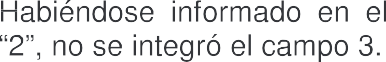 Habiéndose informado en el
“2”, no se integró el campo 3.